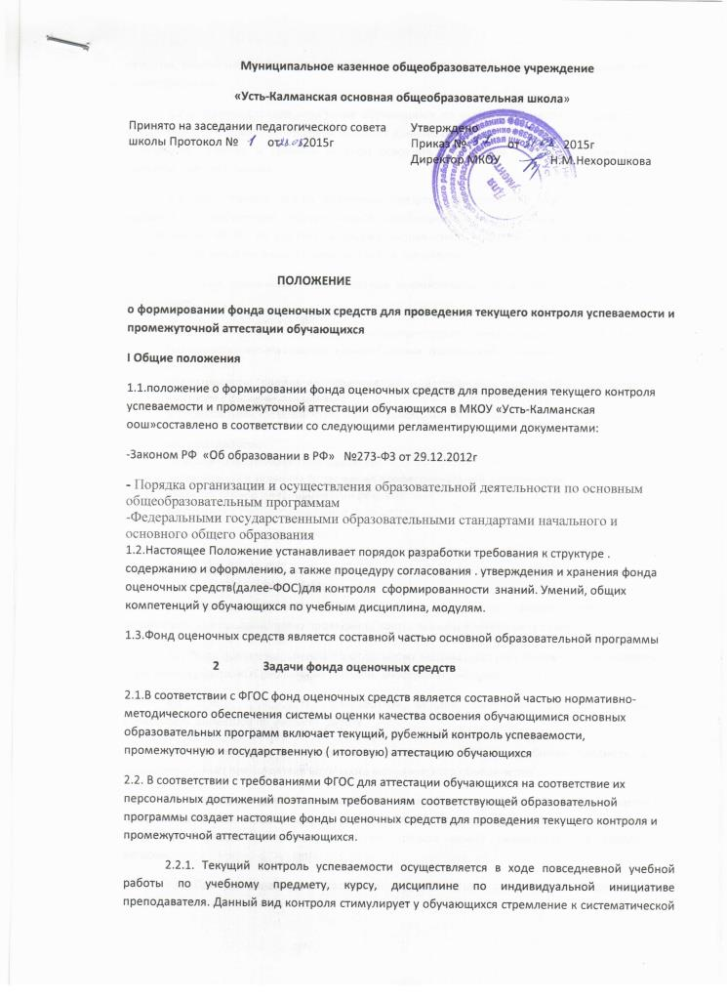 Муниципальное казенное общеобразовательное учреждение
«Усть-Калманская основная общеобразовательная школа»
Принято на заседании педагогического совета
школы Протокол № 1 от 2015г
Утверждено
Приказ № от 2015г
Директор МКОУ Н.М.Нехорошкова
Для
ПОЛОЖЕНИЕ
о формировании фонда оценочных средств для проведения текущего контроля успеваемости и
промежуточной аттестации обучающихся
I Общие положения
1.1.положение о формировании фонда оценочных средств для проведения текущего контроля
успеваемости и промежуточной аттестации обучающихся в МКОУ «Усть-Калманская
оош»составлено в соответствии со следующими регламентирующими документами:
-Законом РФ «Об образовании в РФ» №273-ФЗ от 29.12.2012г
- Порядка организации и осуществления образовательной деятельности по основным
общеобразовательным программам
-Федеральными государственными образовательными стандартами начального и
основного общего образования
1.2.Настоящее Положение устанавливает порядок разработки требования к структуре .
содержанию и оформлению, а также процедуру согласования . утверждения и хранения фонда
оценочных средств(далее-ФОС)для контроля сформированности знаний. Умений, общих
компетенций у обучающихся по учебным дисциплина, модулям.
1.3.Фонд оценочных средств является составной частью основной образовательной программы
2 Задачи фонда оценочных средств
2.1.В соответствии с ФГОС фонд оценочных средств является составной частью нормативно-
методического обеспечения системы оценки качества освоения обучающимися основных
образовательных программ включает текущий, рубежный контроль успеваемости,
промежуточную и государственную ( итоговую) аттестацию обучающихся
2.2. В соответствии с требованиями ФГОС для аттестации обучающихся на соответствие их
персональных достижений поэтапным требованиям соответствующей образовательной
программы создает настоящие фонды оценочных средств для проведения текущего контроля и
промежуточной аттестации обучающихся.
2.2.1. Текущий контроль успеваемости осуществляется в ходе повседневной учебной
работы по учебному предмету, курсу, дисциплине по индивидуальной инициативе
преподавателя. Данный вид контроля стимулирует у обучающихся стремление к систематической